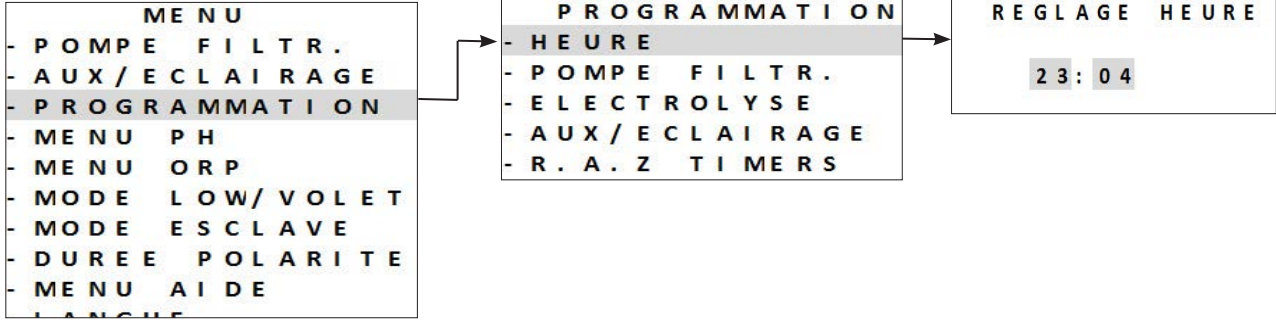 MENU
- POMPE FILTR.
- AUX/ECLAIRAGE
- PROGRAMMATION
- MENU PH
- MENU ORP
- MODE LOW/VOLET
- MODE ESCLAVE
- DUREE POLARITE
- MENU AIDE
PROGRAMMATION
- HEURE
- POMPE FILTR.
- ELECTROLYSE
- AUX/ECLAIRAGE
- R.A.Z TIMERS
REGLAGE HEURE
23:04